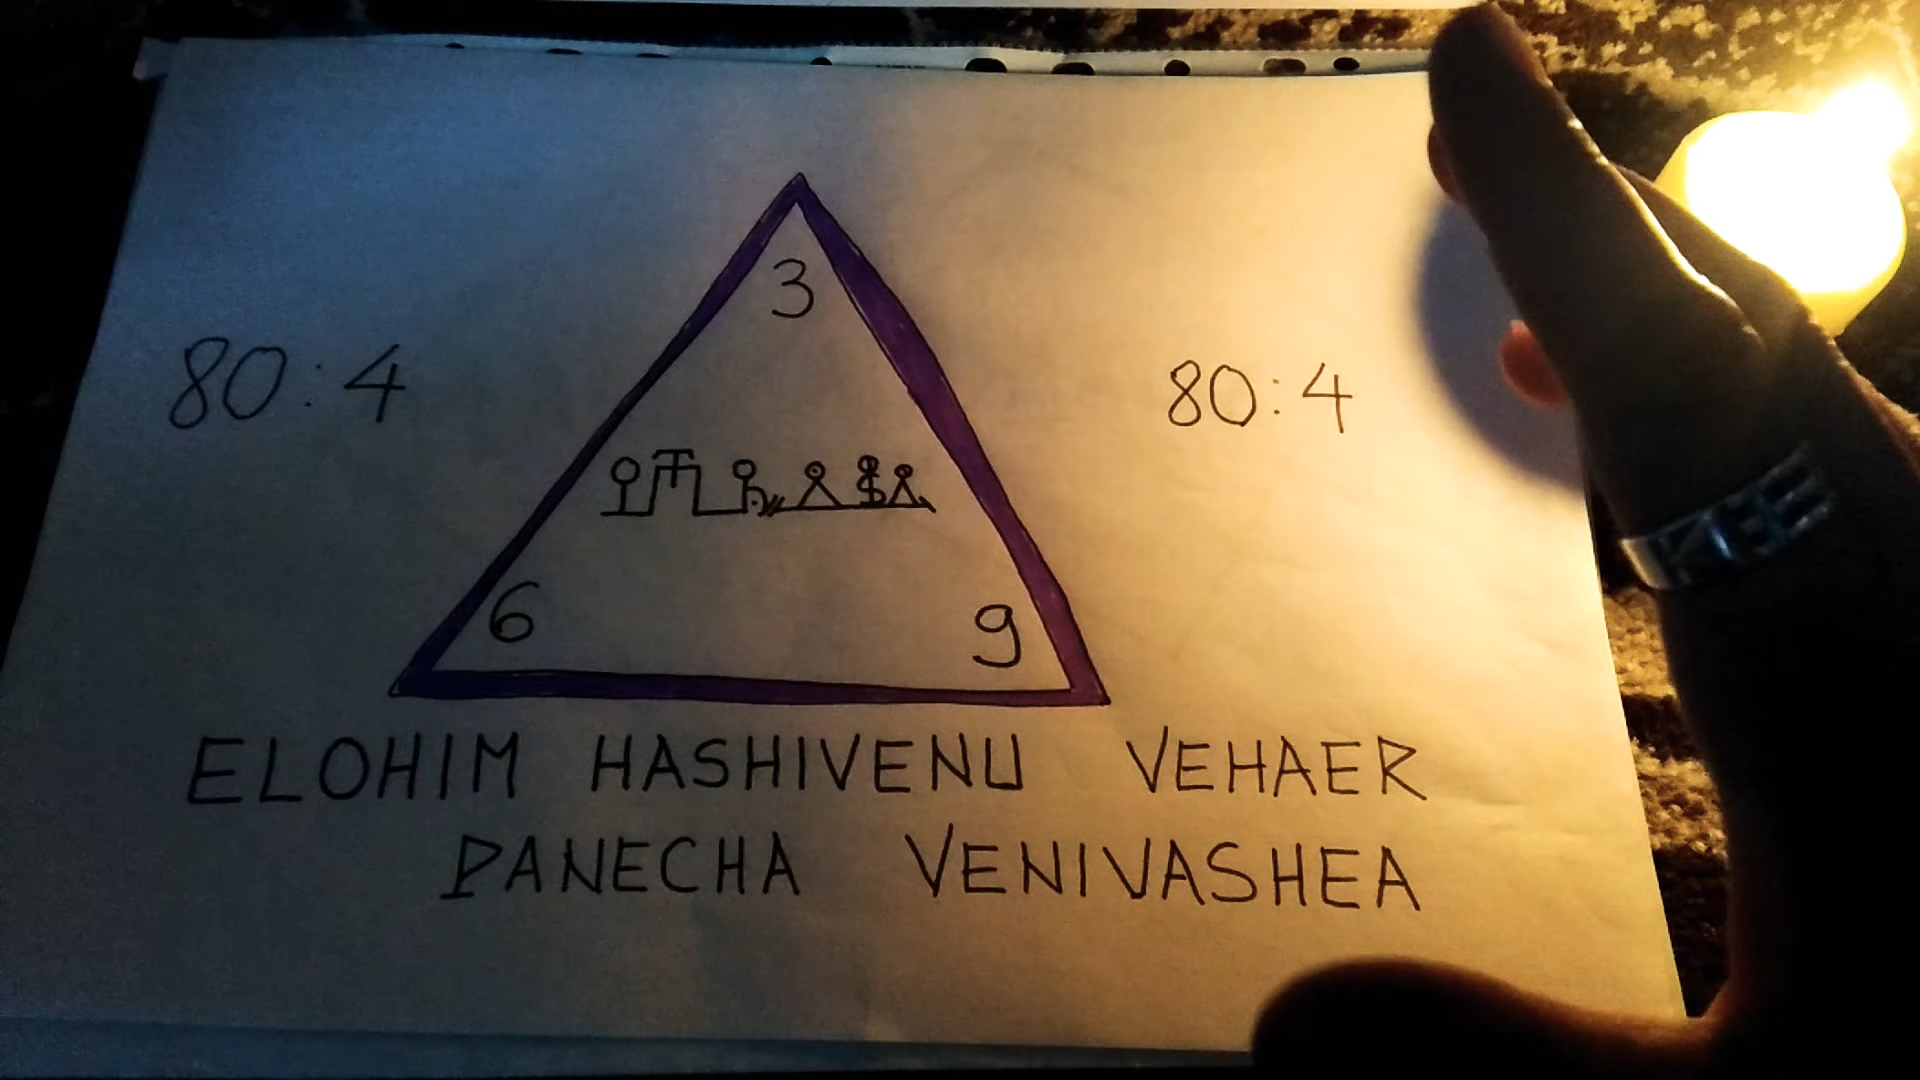 3
80:4 80:4
6 9
ELOHIM HASHIVENU VEHAER
PANECHA VENIVASHEA